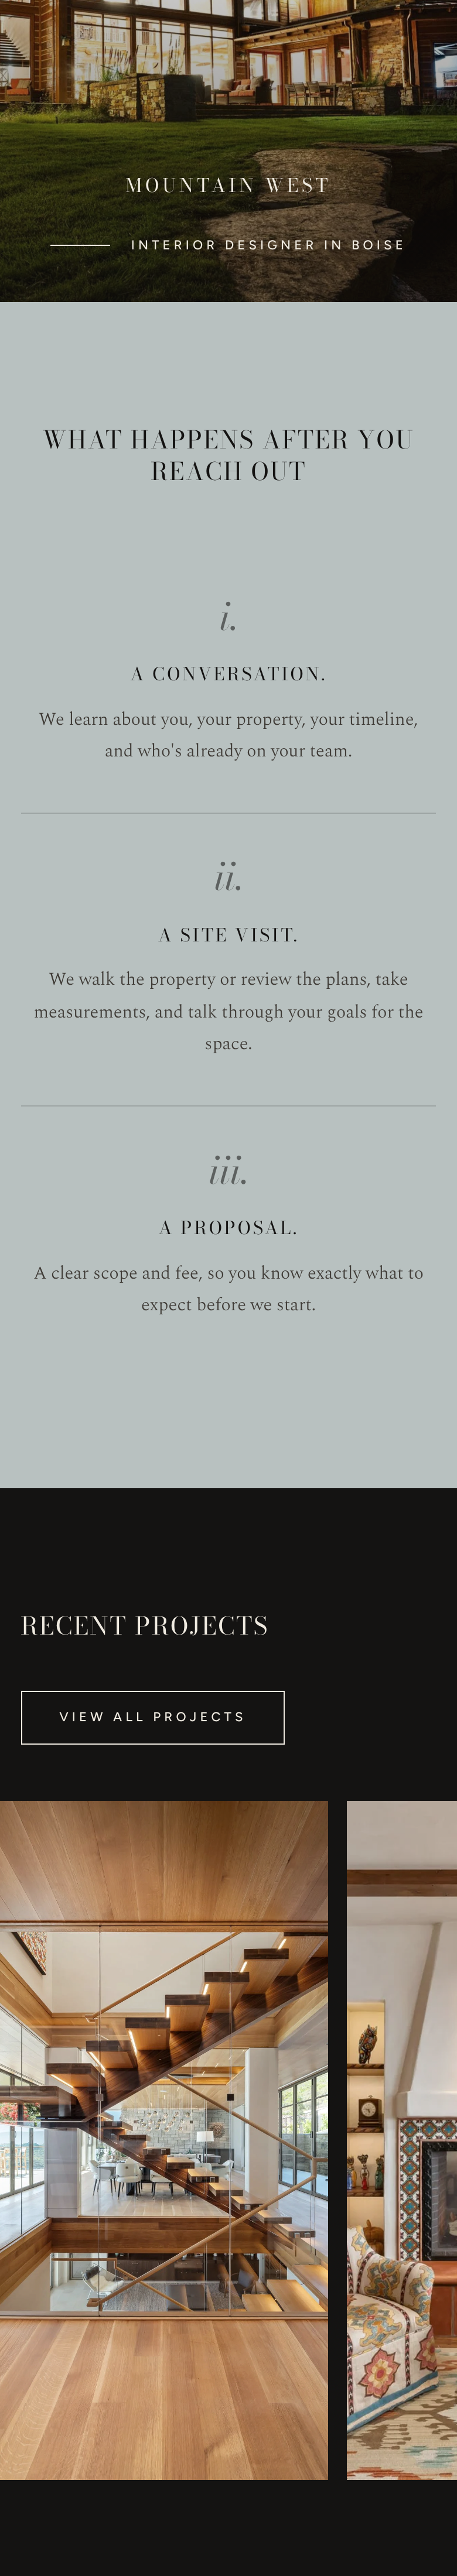 MOUNTAIN WEST
INTERIOR DESIGNER IN BOISE
WHAT HAPPENS AFTER YOU
REACH OUT
i.
A CONVERSATION.
We learn about you, your property, your timeline,
and who's already on your team.
ii.
A SITE VISIT.
We walk the property or review the plans, take
measurements, and talk through your goals for the
space.
iii.
A PROPOSAL.
A clear scope and fee, so you know exactly what to
expect before we start.
RECENT PROJECTS
VIEW ALL PROJECTS